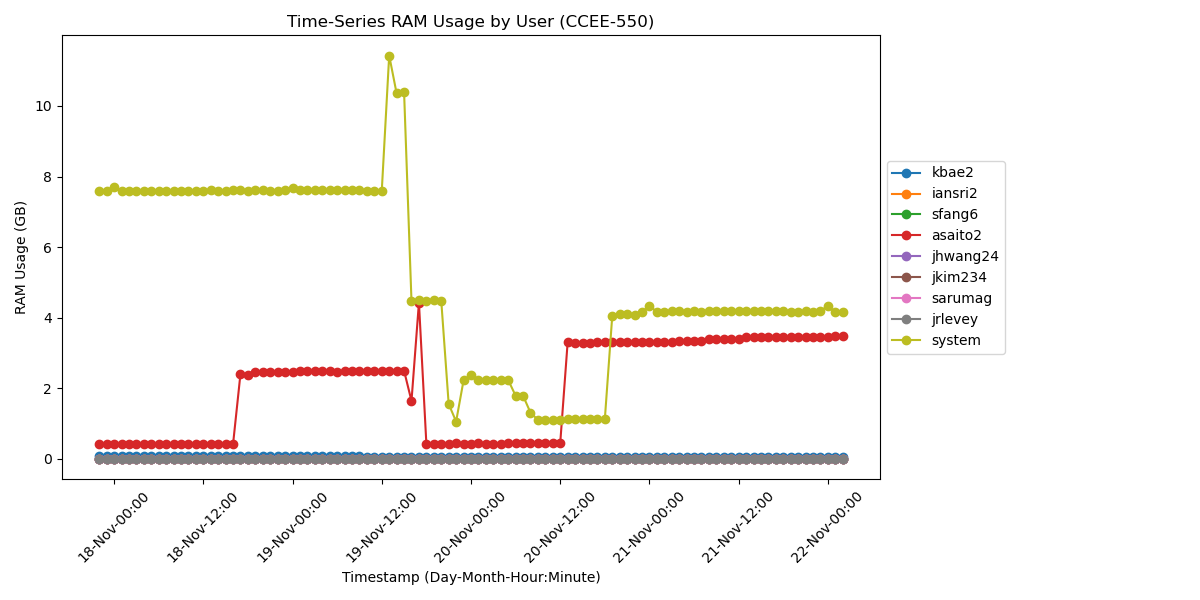 Time-Series RAM Usage by User (CCEE-550)
RAM Usage (GB)
10
8
6
4
2
0
18-Nov-00:00
18-Nov-12:00
19-Nov-00:00
19-Nov-12:00
20-Nov-00:00
20-Nov-12:00
21-Nov-00:00
21-Nov-12:00
22-Nov-00:00
Timestamp (Day-Month-Hour:Minute)
kbae2
iansri2
sfang6
asaito2
jhwang24
jkim234
sarumag
jrlevey
system